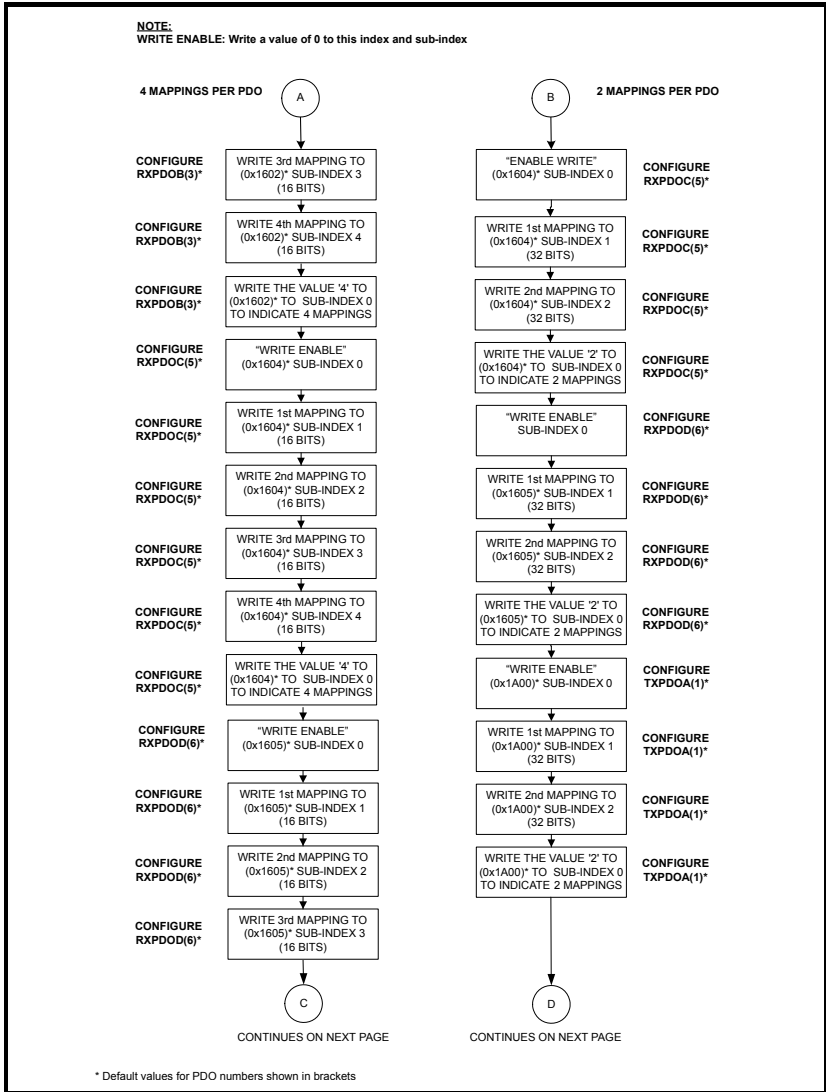 NOTE:
WRITE ENABLE: Write a value of 0 to this index and sub-index
4 MAPPINGS PER PDO
A
CONFIGURE
RXPDOB(3)*
WRITE 3rd MAPPING TO
(0x1602)* SUB-INDEX 3
(16 BITS)
CONFIGURE
RXPDOB(3)*
WRITE 4th MAPPING TO
(0x1602)* SUB-INDEX 4
(16 BITS)
CONFIGURE
RXPDOB(3)*
WRITE THE VALUE '4' TO
(0x1602)* TO SUB-INDEX 0
TO INDICATE 4 MAPPINGS
CONFIGURE
RXPDOC(5)*
"WRITE ENABLE"
(0x1604)* SUB-INDEX 0
CONFIGURE
RXPDOC(5)*
WRITE 1st MAPPING TO
(0x1604)* SUB-INDEX 1
(16 BITS)
CONFIGURE
RXPDOC(5)*
WRITE 2nd MAPPING TO
(0x1604)* SUB-INDEX 2
(16 BITS)
CONFIGURE
RXPDOC(5)*
WRITE 3rd MAPPING TO
(0x1604)* SUB-INDEX 3
(16 BITS)
CONFIGURE
RXPDOC(5)*
WRITE 4th MAPPING TO
(0x1604)* SUB-INDEX 4
(16 BITS)
CONFIGURE
RXPDOC(5)*
WRITE THE VALUE '4' TO
(0x1604)* TO SUB-INDEX 0
TO INDICATE 4 MAPPINGS
CONFIGURE
RXPDOD(6)*
"WRITE ENABLE"
(0x1605)* SUB-INDEX 0
CONFIGURE
RXPDOD(6)*
WRITE 1st MAPPING TO
(0x1605)* SUB-INDEX 1
(16 BITS)
CONFIGURE
RXPDOD(6)*
WRITE 2nd MAPPING TO
(0x1605)* SUB-INDEX 2
(16 BITS)
CONFIGURE
RXPDOD(6)*
WRITE 3rd MAPPING TO
(0x1605)* SUB-INDEX 3
(16 BITS)
C
CONTINUES ON NEXT PAGE
B
2 MAPPINGS PER PDO
"ENABLE WRITE"
(0x1604)* SUB-INDEX 0
CONFIGURE
RXPDOC(5)*
WRITE 1st MAPPING TO
(0x1604)* SUB-INDEX 1
(32 BITS)
CONFIGURE
RXPDOC(5)*
WRITE 2nd MAPPING TO
(0x1604)* SUB-INDEX 2
(32 BITS)
CONFIGURE
RXPDOC(5)*
WRITE THE VALUE '2' TO
(0x1604)* TO SUB-INDEX 0
TO INDICATE 2 MAPPINGS
CONFIGURE
RXPDOC(5)*
"WRITE ENABLE"
SUB-INDEX 0
CONFIGURE
RXPDOD(6)*
WRITE 1st MAPPING TO
(0x1605)* SUB-INDEX 1
(32 BITS)
CONFIGURE
RXPDOD(6)*
WRITE 2nd MAPPING TO
(0x1605)* SUB-INDEX 2
(32 BITS)
CONFIGURE
RXPDOD(6)*
WRITE THE VALUE '2' TO
(0x1605)* TO SUB-INDEX 0
TO INDICATE 2 MAPPINGS
CONFIGURE
RXPDOD(6)*
"WRITE ENABLE"
(0x1A00)* SUB-INDEX 0
CONFIGURE
TXPDOA(1)*
WRITE 1st MAPPING TO
(0x1A00)* SUB-INDEX 1
(32 BITS)
CONFIGURE
TXPDOA(1)*
WRITE 2nd MAPPING TO
(0x1A00)* SUB-INDEX 2
(32 BITS)
CONFIGURE
TXPDOA(1)*
WRITE THE VALUE '2' TO
(0x1A00)* TO SUB-INDEX 0
TO INDICATE 2 MAPPINGS
CONFIGURE
TXPDOA(1)*
D
CONTINUES ON NEXT PAGE
* Default values for PDO numbers shown in brackets